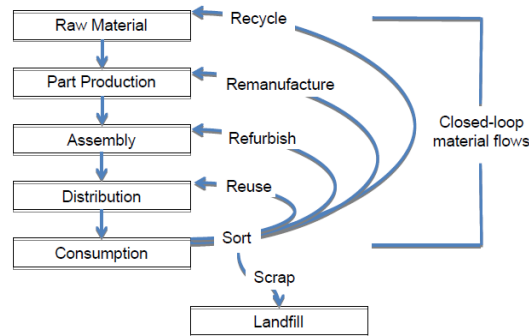 Raw Material
Recycle
Part Production
Remanufacture
Assembly
Refurbish
Closed-loop
material flows
Distribution
Reuse
Consumption
Sort
Scrap
Landfill